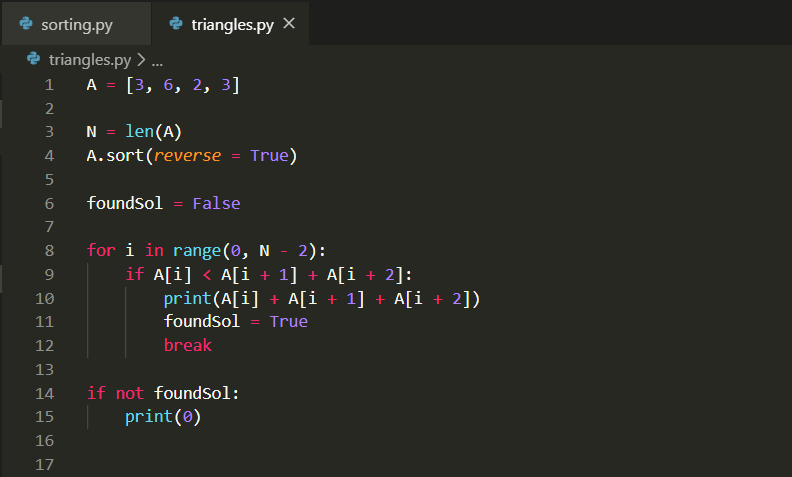 sorting.py triangles.py ×
triangles.py > ...
1 A = [3, 6, 2, 3]
2
3 N = len(A)
4 A.sort(reverse = True)
5
6 foundSol = False
7
8 for i in range(0, N - 2):
9     if A[i] < A[i + 1] + A[i + 2]:
10         print(A[i] + A[i + 1] + A[i + 2])
11         foundSol = True
12         break
13
14 if not foundSol:
15     print(0)
16
17